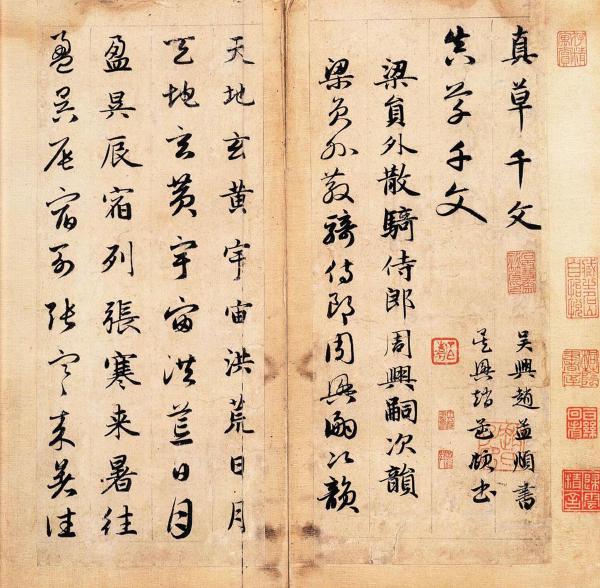 真草千文
真草千文
吳興趙孟頫書
吳興趙孟頫書
梁員外散騎侍郎周興嗣次韻
梁員外散騎侍郎周興嗣次韻
天地玄黄宇宙洪荒日月
天地玄黄宇宙洪荒日月
盈昃辰宿列張寒来暑往
盈昃辰宿列張寒来暑往